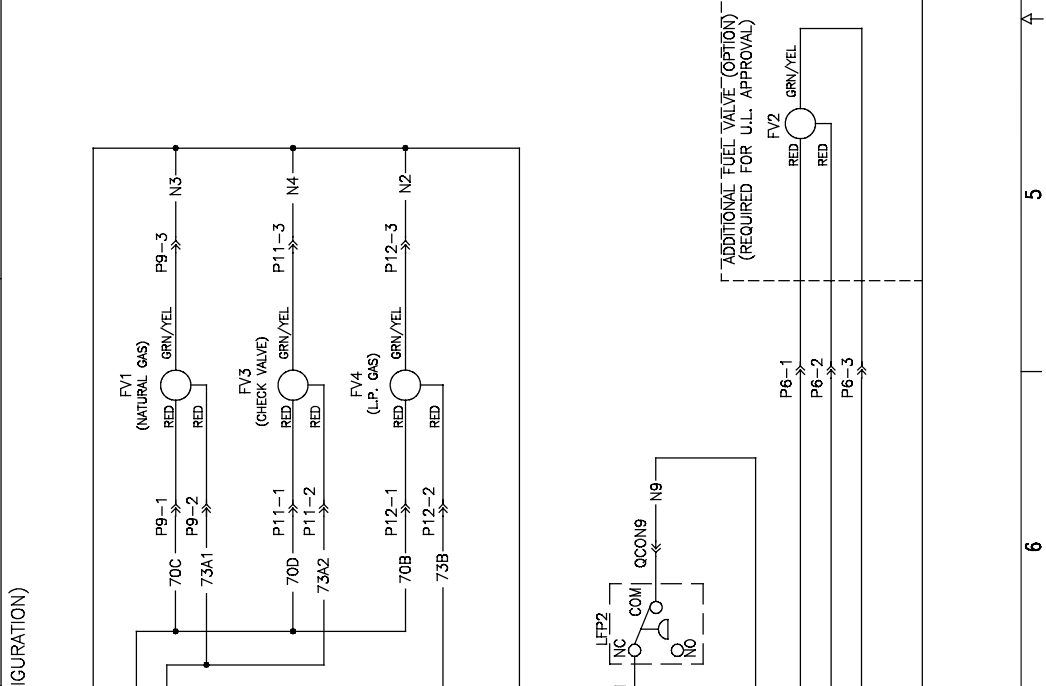 ADDITIONAL FUEL VALVE (OPTION)
(REQUIRED FOR U.L. APPROVAL)
GRN/YEL
FV2
RED
RED
5
N3
N4
N2
P9-3
P11-3
P12-3
FV1
(NATURAL GAS)
GRN/YEL
RED
RED
FV3
(CHECK VALVE)
GRN/YEL
RED
RED
FV4
(L.P. GAS)
GRN/YEL
RED
RED
P6-1
P6-2
P6-3
P9-1
P9-2
P11-1
P11-2
P12-1
P12-2
70C
73A1
70D
73A2
70B
73B
N9
QCON9
6
LFP2
COM
NC
NO
IGURATION)